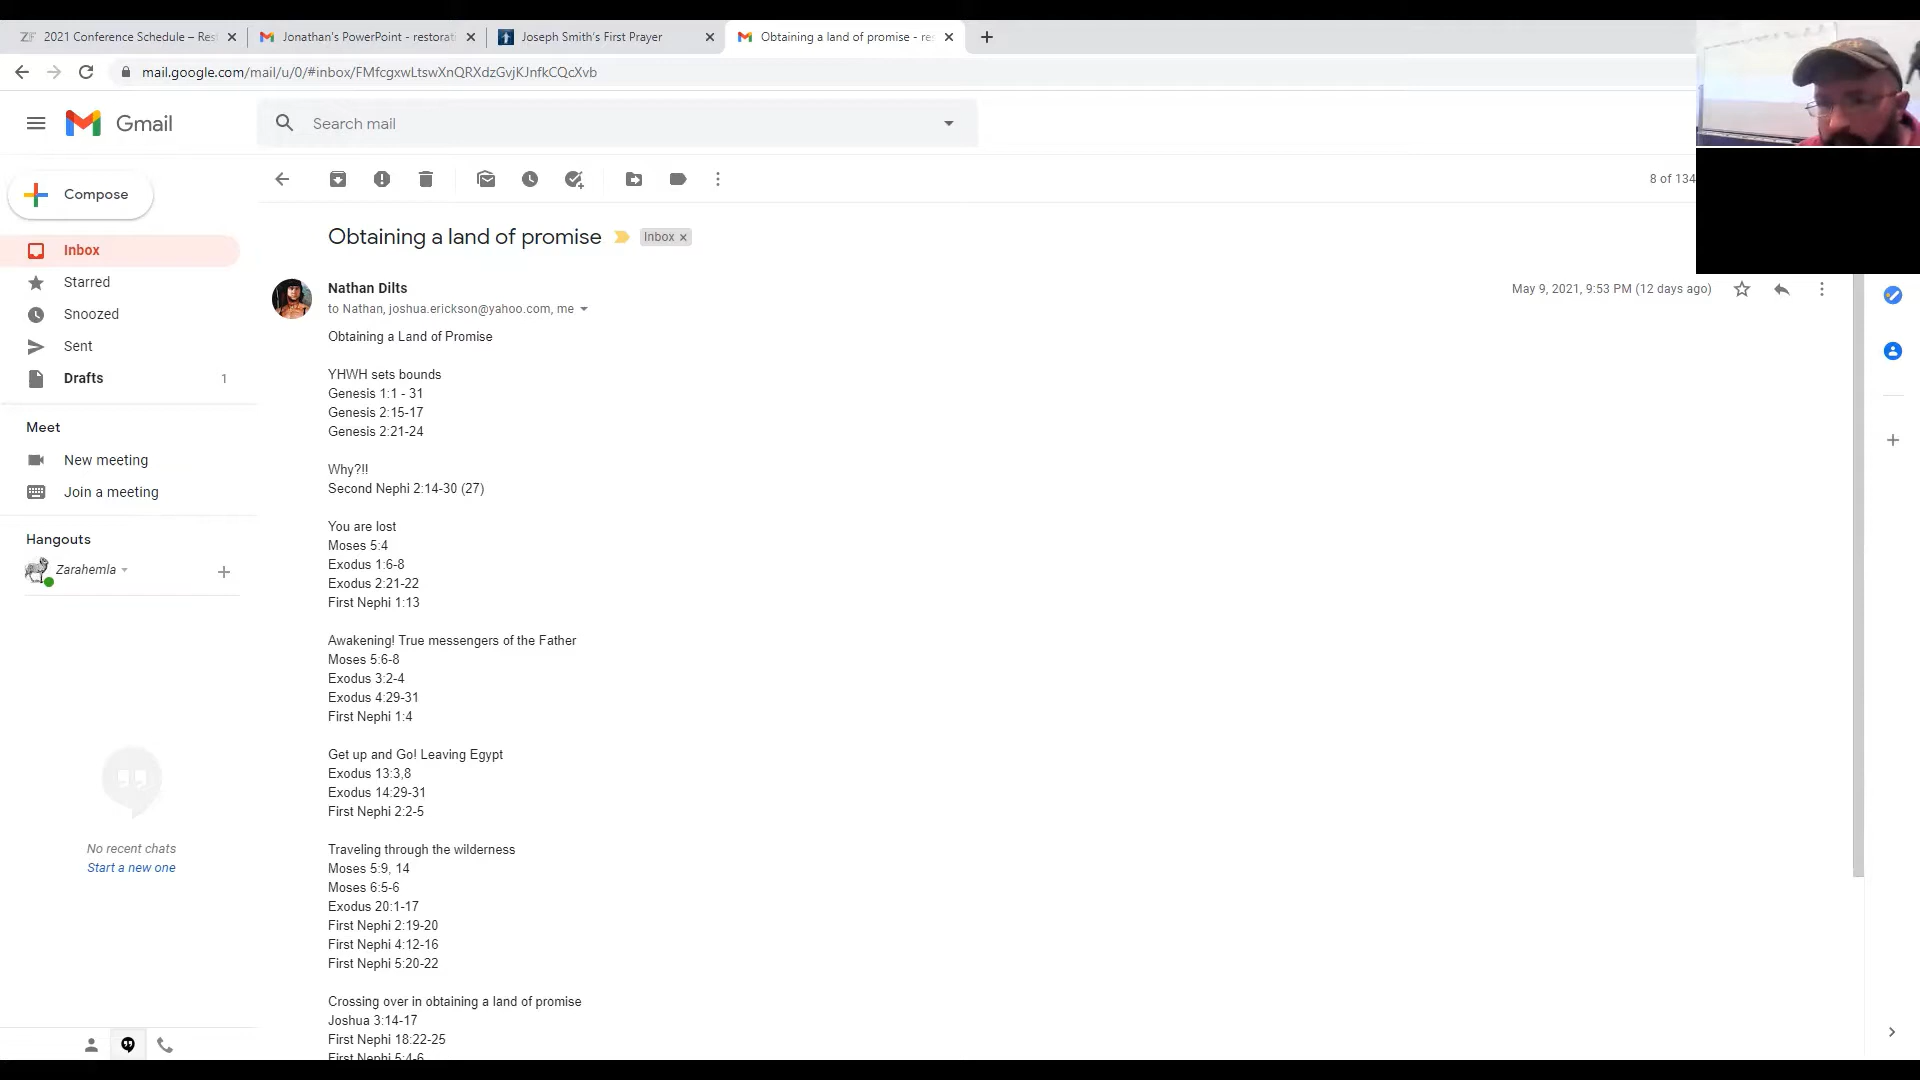 2021 Conference Schedule – Res
Jonathan's PowerPoint - restorati
Joseph Smith's First Prayer
Obtaining a land of promise - res
mail.google.com/mail/u/0/#inbox/FMfcgxwLtswXnQRXdzGvjKJnfkCQcXvb
Gmail
Search mail
8 of 134
Compose
Obtaining a land of promise
Inbox
Inbox
Starred
Snoozed
Sent
Drafts 1
Meet
New meeting
Join a meeting
Hangouts
Zarahemla
No recent chats
Start a new one
Nathan Dilts
May 9, 2021, 9:53 PM (12 days ago)
to Nathan, joshua.erickson@yahoo.com, me
Obtaining a Land of Promise
YHWH sets bounds
Genesis 1:1 - 31
Genesis 2:15-17
Genesis 2:21-24
Why?!!
Second Nephi 2:14-30 (27)
You are lost
Moses 5:4
Exodus 1:6-8
Exodus 2:21-22
First Nephi 1:13
Awakening! True messengers of the Father
Moses 5:6-8
Exodus 3:2-4
Exodus 4:29-31
First Nephi 1:4
Get up and Go! Leaving Egypt
Exodus 13:3,8
Exodus 14:29-31
First Nephi 2:2-5
Traveling through the wilderness
Moses 5:9, 14
Moses 6:5-6
Exodus 20:1-17
First Nephi 2:19-20
First Nephi 4:12-16
First Nephi 5:20-22
Crossing over in obtaining a land of promise
Joshua 3:14-17
First Nephi 18:22-25
First Nephi 5:4-6